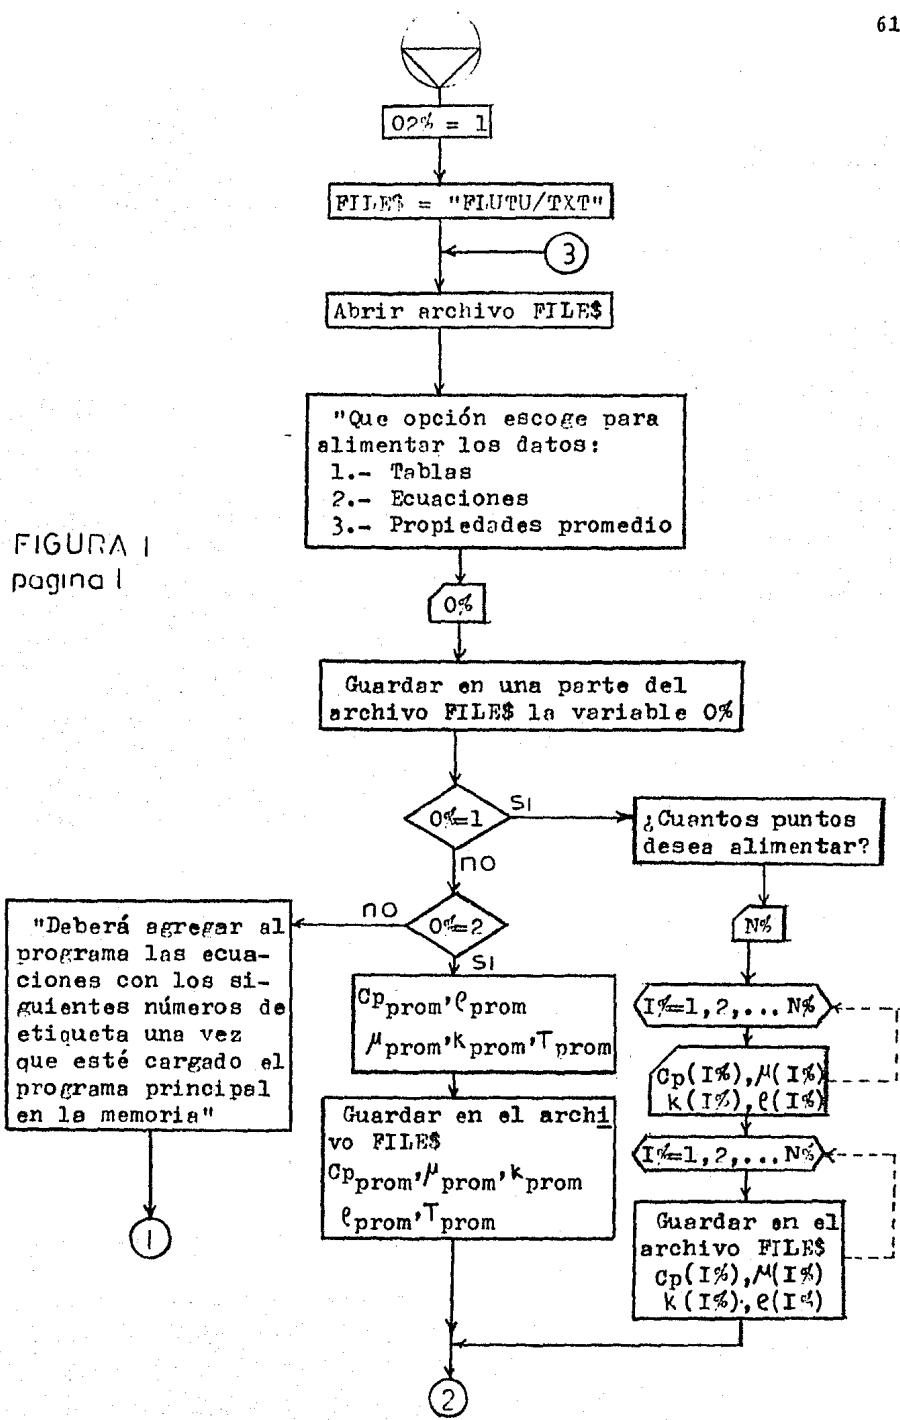 61
O2% = 1
FILE$ = "FLUTU/TXT"
3
Abrir archivo FILE$
"Que opción escoge para
alimentar los datos:
1.- Tablas
2.- Ecuaciones
3.- Propiedades promedio
FIGURA 1
pagina 1
O%
Guardar en una parte del
archivo FILE$ la variable O%
O%=1
SI
no
¿Cuantos puntos
desea alimentar?
N%
O%=2
no
SI
"Deberá agregar al
programa las ecua-
ciones con los si-
guientes números de
etiqueta una vez
que esté cargado el
programa principal
en la memoria"
1
Cpprom,ρprom
μprom,kprom,Tprom
Guardar en el archi
vo FILE$
Cpprom,μprom,kprom
ρprom,Tprom
I%=1,2,...N%
Cp(I%),μ(I%)
k(I%),ρ(I%)
I%=1,2,...N%
Guardar en el
archivo FILE$
Cp(I%),μ(I%)
k(I%),ρ(I%)
2